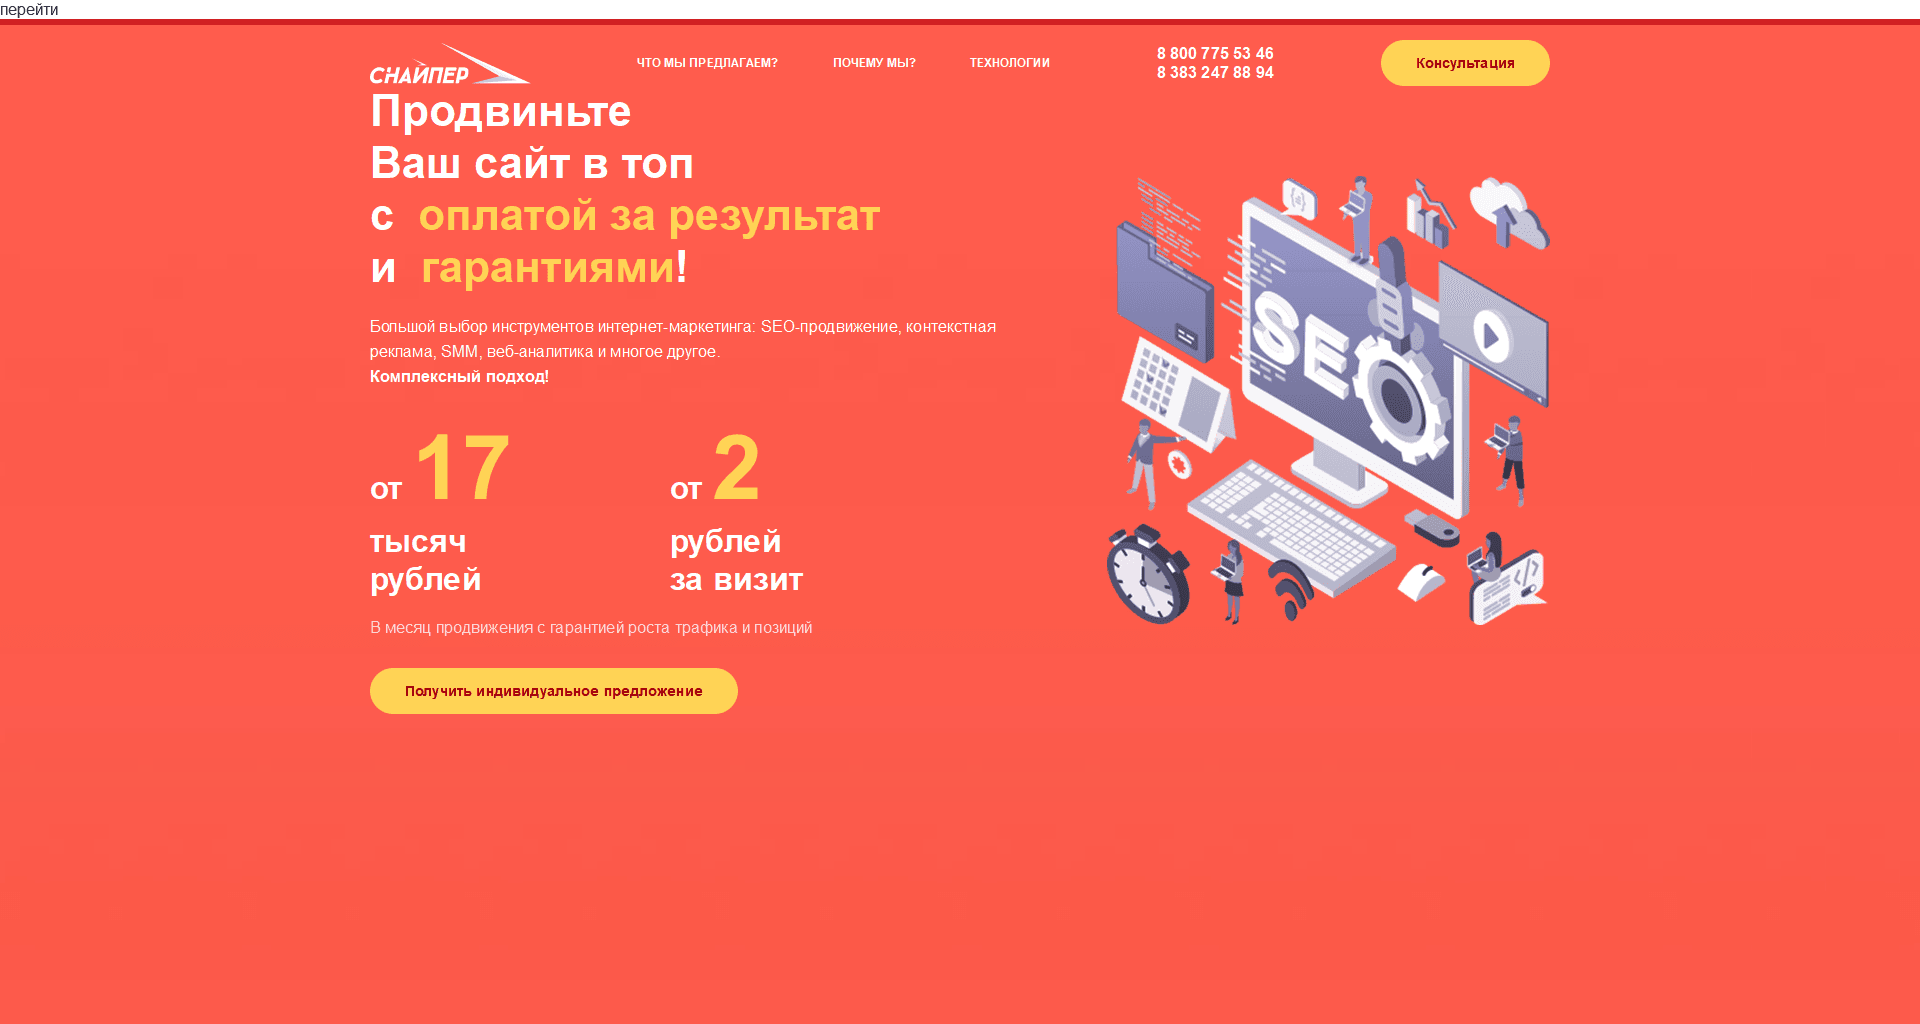 перейти
СНАЙПЕР
ЧТО МЫ ПРЕДЛАГАЕМ?
ПОЧЕМУ МЫ?
ТЕХНОЛОГИИ
8 800 775 53 46
8 383 247 88 94
Консультация
Продвиньте
Ваш сайт в топ
с оплатой за результат
и гарантиями!
Большой выбор инструментов интернет-маркетинга: SEO-продвижение, контекстная
реклама, SMM, веб-аналитика и многое другое.
Комплексный подход!
от 17
тысяч
рублей
от 2
рублей
за визит
В месяц продвижения с гарантией роста трафика и позиций
Получить индивидуальное предложение
SEO